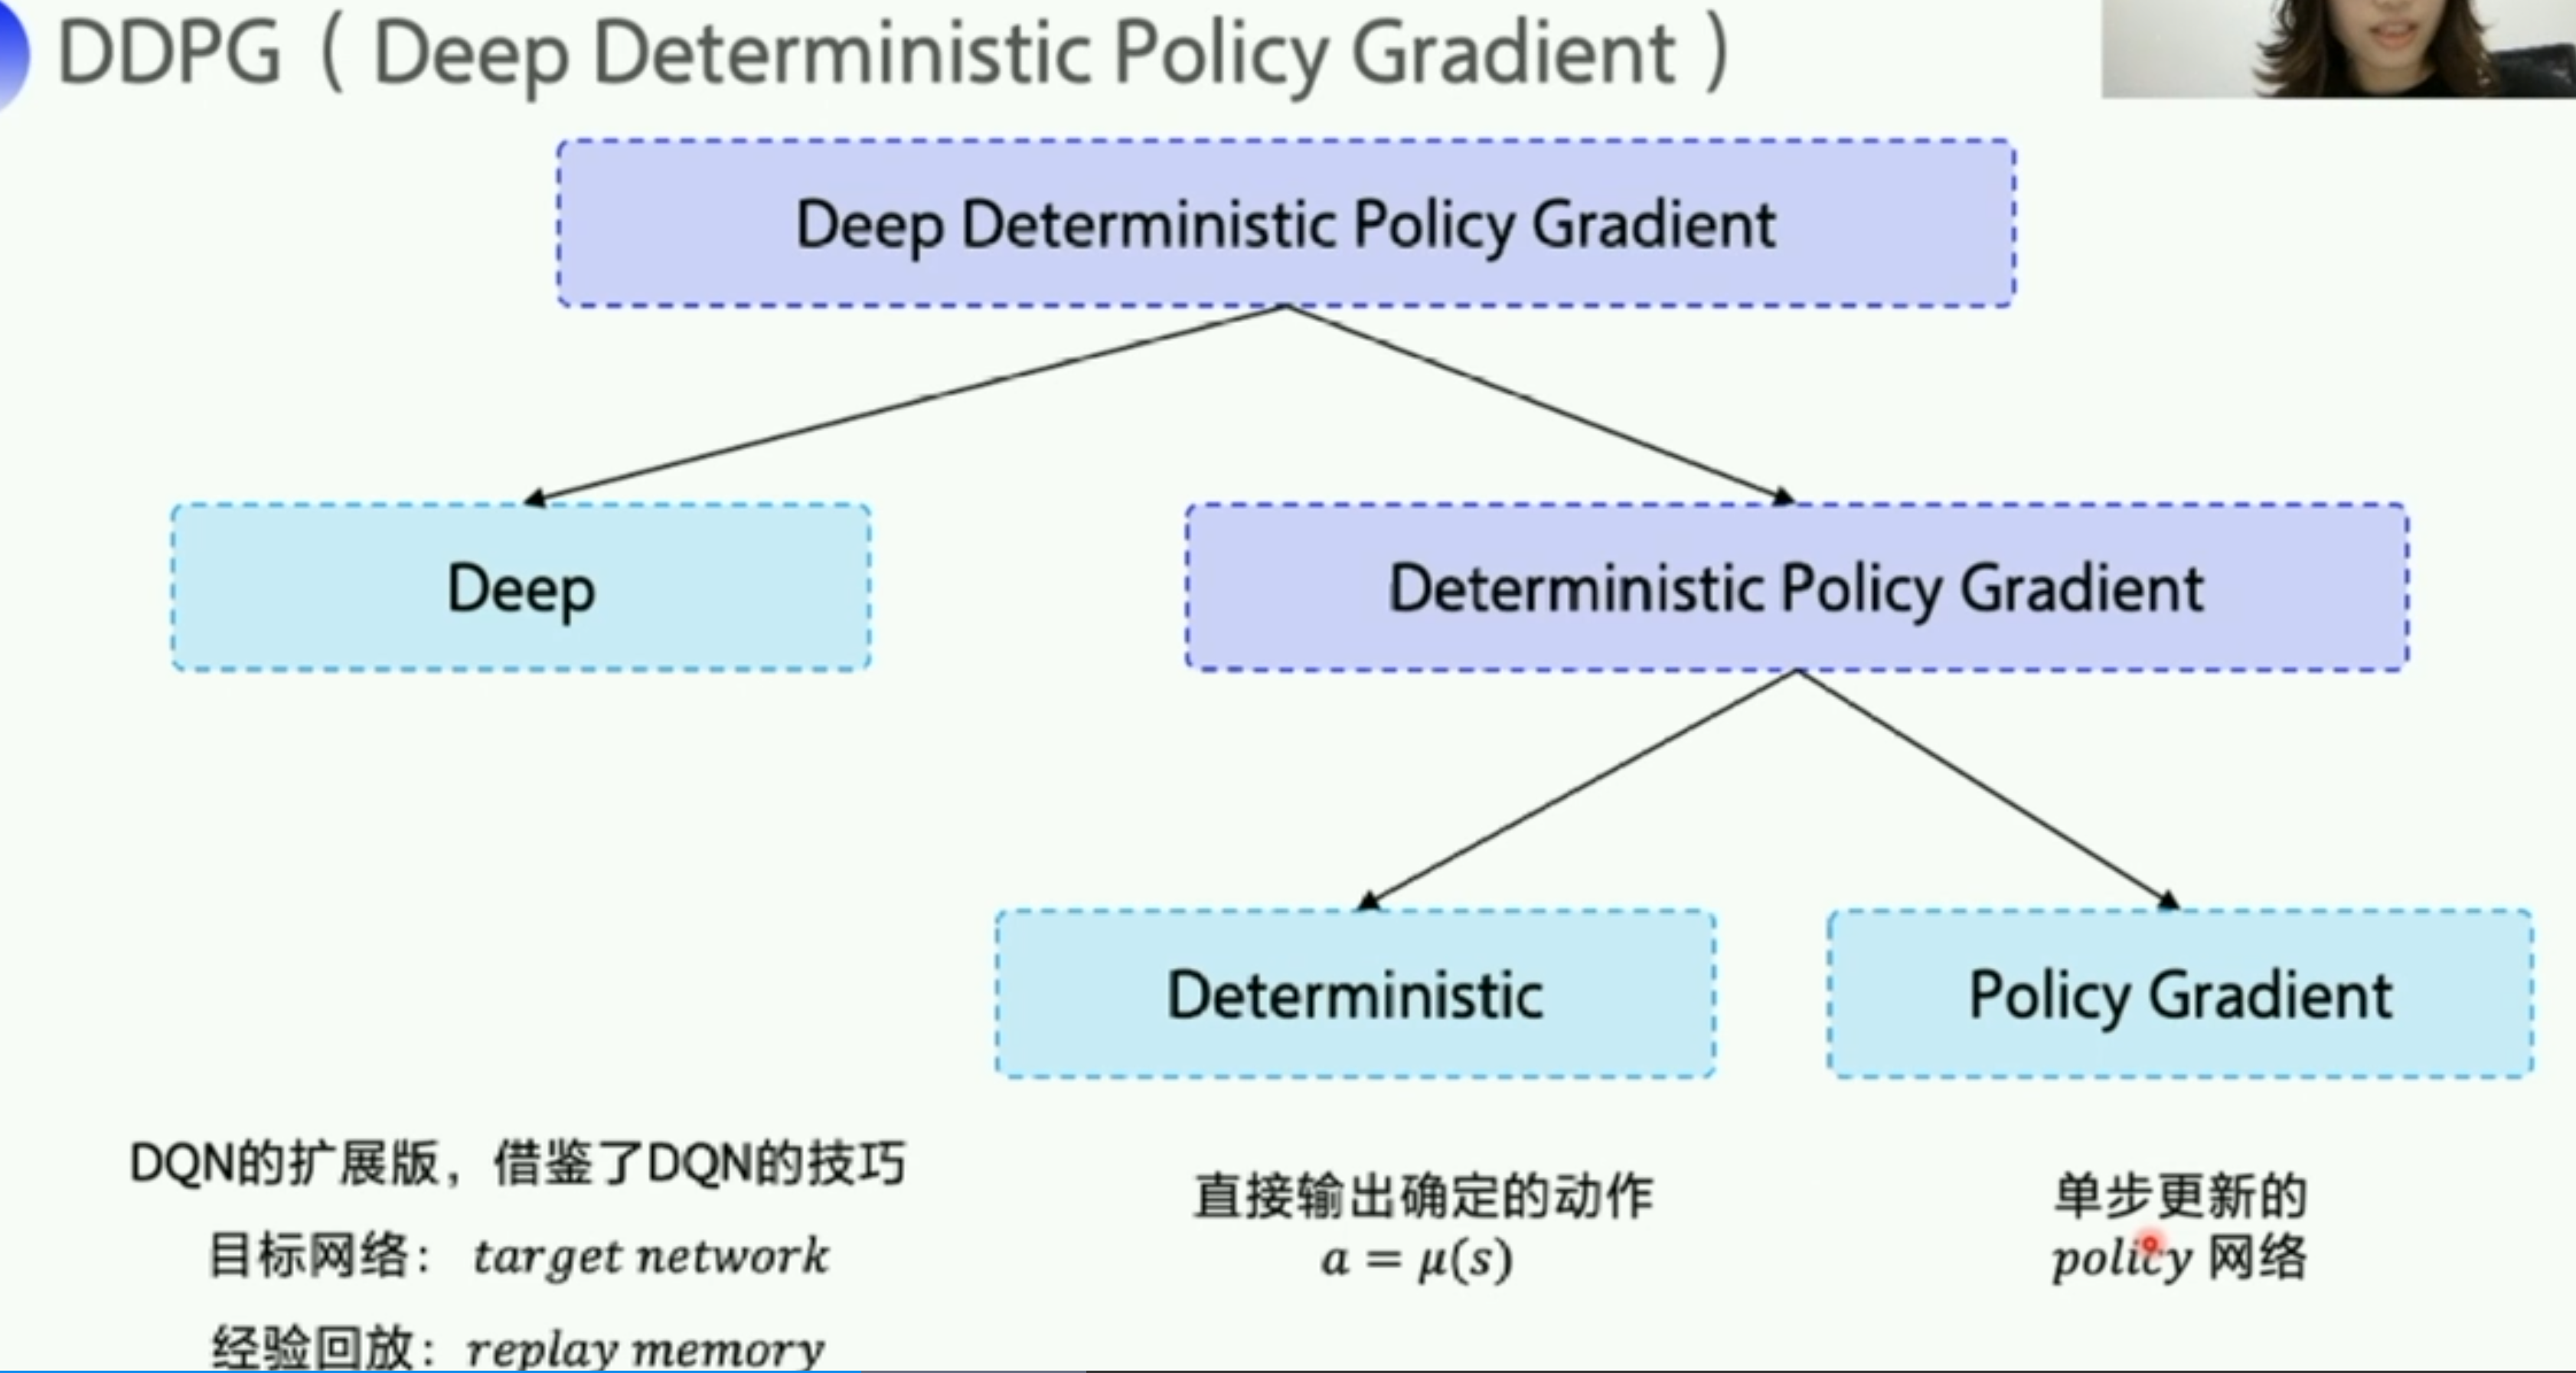 DDPG（Deep Deterministic Policy Gradient）
Deep Deterministic Policy Gradient
Deep
Deterministic Policy Gradient
Deterministic
Policy Gradient
DQN的扩展版，借鉴了DQN的技巧
目标网络： target network
经验回放：replay memory
直接输出确定的动作
a = μ(s)
单步更新的
policy 网络